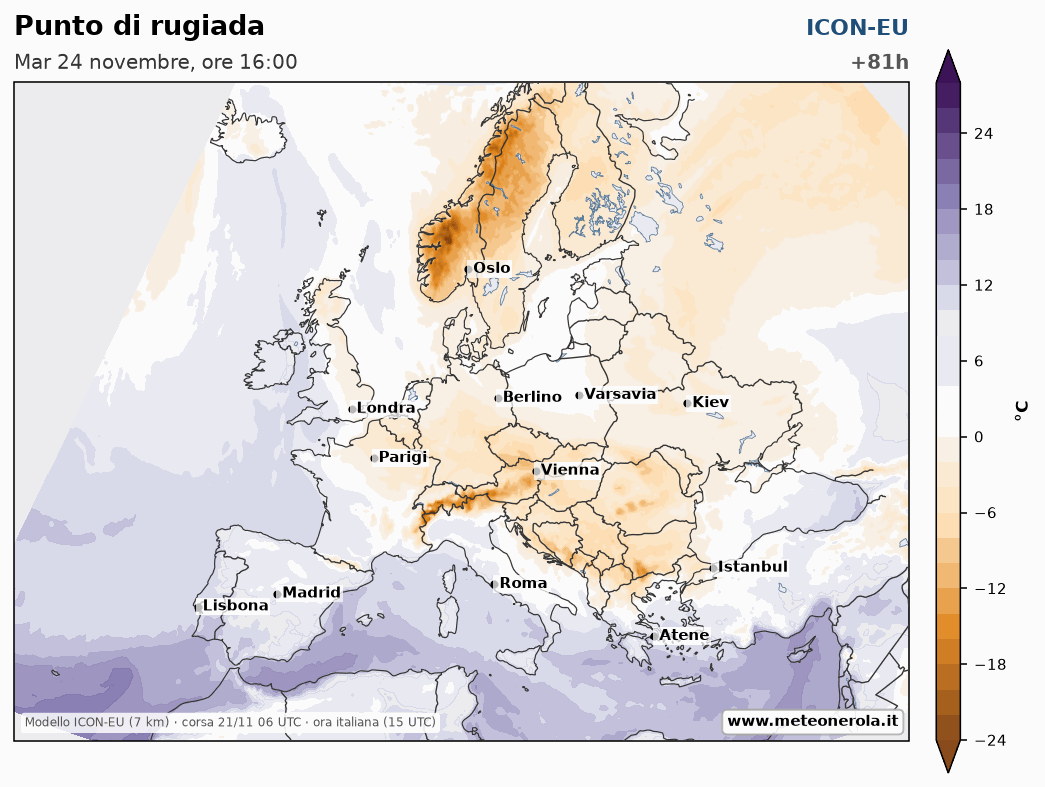 Punto di rugiada
ICON-EU
Mar 24 novembre, ore 16:00
+81h
Oslo
Londra
Berlino
Varsavia
Kiev
Parigi
Vienna
Istanbul
Madrid
Roma
Lisbona
Atene
Modello ICON-EU (7 km) · corsa 21/11 06 UTC · ora italiana (15 UTC)
www.meteonerola.it
24
18
12
6
0
−6
−12
−18
−24
°C